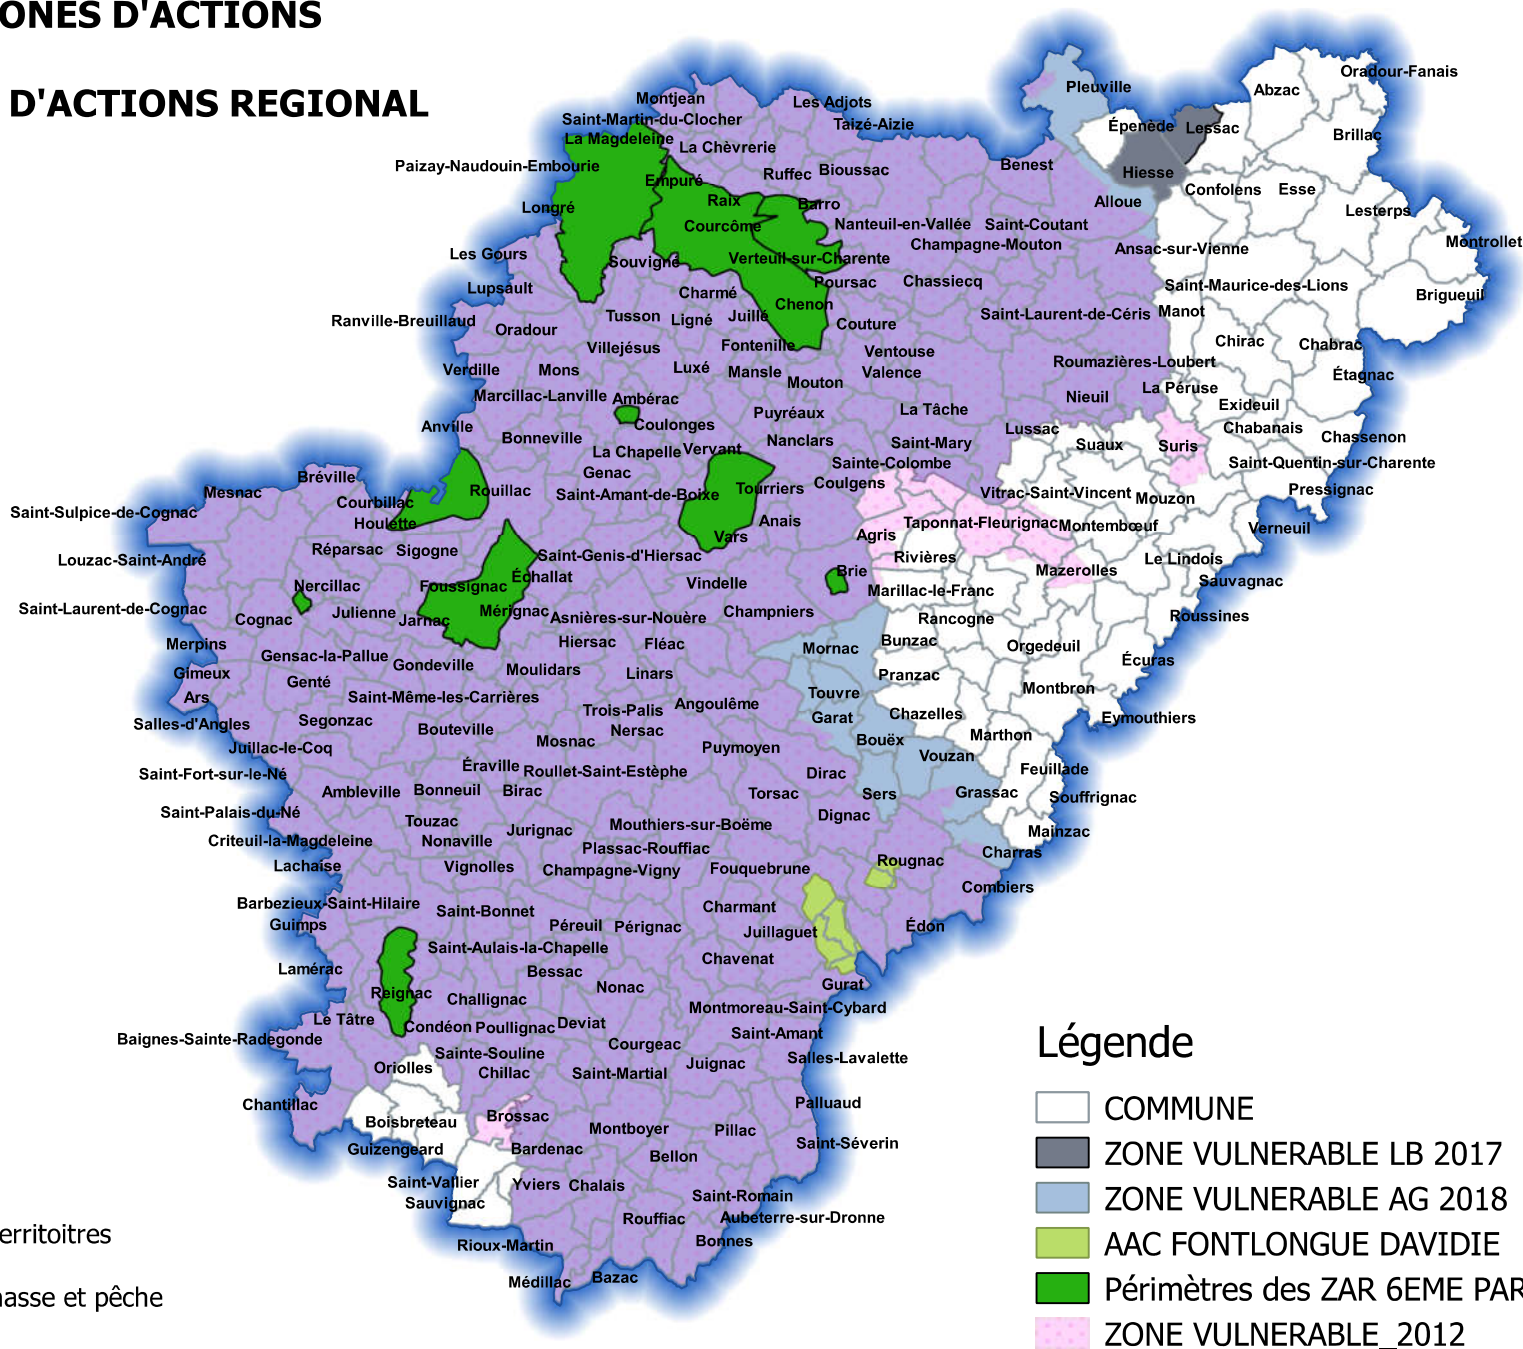 ONES D'ACTIONS
D'ACTIONS REGIONAL
Oradour-Fanais
Abzac
Pleuville
Montjean
Les Adjots
Saint-Martin-du-Clocher
Taizé-Aizie
Épenède
Lessac
Brillac
La Magdeleine
La Chèvrerie
Paizay-Naudouin-Embourie
Benest
Ruffec
Bioussac
Hiesse
Empuré
Confolens
Esse
Raix
Barro
Alloue
Longré
Lesterps
Courcôme
Nanteuil-en-Vallée
Saint-Coutant
Champagne-Mouton
Montrollet
Ansac-sur-Vienne
Les Gours
Souvigné
Verteuil-sur-Charente
Poursac
Chassiecq
Saint-Maurice-des-Lions
Lupsault
Charmé
Brigueuil
Chenon
Ranville-Breuillaud
Oradour
Tusson
Ligné
Juillé
Couture
Saint-Laurent-de-Céris
Manot
Villejésus
Fontenille
Ventouse
Chirac
Chabrac
Verdille
Mons
Luxé
Mansle
Valence
Roumazières-Loubert
Étagnac
Mouton
La Péruse
Marcillac-Lanville
Ambérac
Nieuil
Exideuil
Puyréaux
La Tâche
Anville
Coulonges
Lussac
Chabanais
Bonneville
Nanclars
Saint-Mary
Suaux
Suris
Chassenon
La Chapelle
Vervant
Genac
Sainte-Colombe
Saint-Quentin-sur-Charente
Bréville
Rouillac
Saint-Amant-de-Boixe
Tourriers
Coulgens
Vitrac-Saint-Vincent
Mouzon
Pressignac
Mesnac
Courbillac
Saint-Sulpice-de-Cognac
Houlette
Anais
Taponnat-Fleurignac
Montembœuf
Verneuil
Vars
Agris
Réparsac
Sigogne
Saint-Genis-d'Hiersac
Rivières
Le Lindois
Louzac-Saint-André
Brie
Mazerolles
Échallat
Vindelle
Sauvagnac
Nercillac
Foussignac
Marillac-le-Franc
Saint-Laurent-de-Cognac
Julienne
Mérignac
Champniers
Roussines
Cognac
Jarnac
Asnières-sur-Nouère
Rancogne
Merpins
Hiersac
Fléac
Bunzac
Orgedeuil
Mornac
Gensac-la-Pallue
Gondeville
Écuras
Gimeux
Moulidars
Linars
Pranzac
Genté
Montbron
Ars
Saint-Même-les-Carrières
Touvre
Trois-Palis
Angoulême
Garat
Chazelles
Eymouthiers
Salles-d'Angles
Segonzac
Bouteville
Nersac
Marthon
Juillac-le-Coq
Mosnac
Puymoyen
Bouëx
Vouzan
Saint-Fort-sur-le-Né
Éraville
Roullet-Saint-Estèphe
Dirac
Feuillade
Ambleville
Bonneuil
Birac
Torsac
Sers
Grassac
Souffrignac
Saint-Palais-du-Né
Dignac
Touzac
Jurignac
Mouthiers-sur-Boëme
Mainzac
Criteuil-la-Magdeleine
Nonaville
Plassac-Rouffiac
Charras
Lachaise
Vignolles
Champagne-Vigny
Fouquebrune
Rougnac
Combiers
Barbezieux-Saint-Hilaire
Saint-Bonnet
Charmant
Guimps
Péreuil
Pérignac
Juillaguet
Édon
Saint-Aulais-la-Chapelle
Chavenat
Lamérac
Bessac
Nonac
Gurat
Reignac
Challignac
Montmoreau-Saint-Cybard
Le Tâtre
Condéon
Poullignac
Deviat
Saint-Amant
Baignes-Sainte-Radegonde
Courgeac
Sainte-Souline
Salles-Lavalette
Oriolles
Chillac
Saint-Martial
Juignac
Chantillac
Palluaud
Boisbreteau
Brossac
Montboyer
Pillac
Guizengeard
Bardenac
Bellon
Saint-Séverin
Saint-Vallier
Yviers
Chalais
Sauvignac
Saint-Romain
Rouffiac
Aubeterre-sur-Dronne
Rioux-Martin
Bonnes
Médillac
Bazac
erritoitres
hasse et pêche
Légende
COMMUNE
ZONE VULNERABLE LB 2017
ZONE VULNERABLE AG 2018
AAC FONTLONGUE DAVIDIE
Périmètres des ZAR 6EME PAR
ZONE VULNERABLE_2012